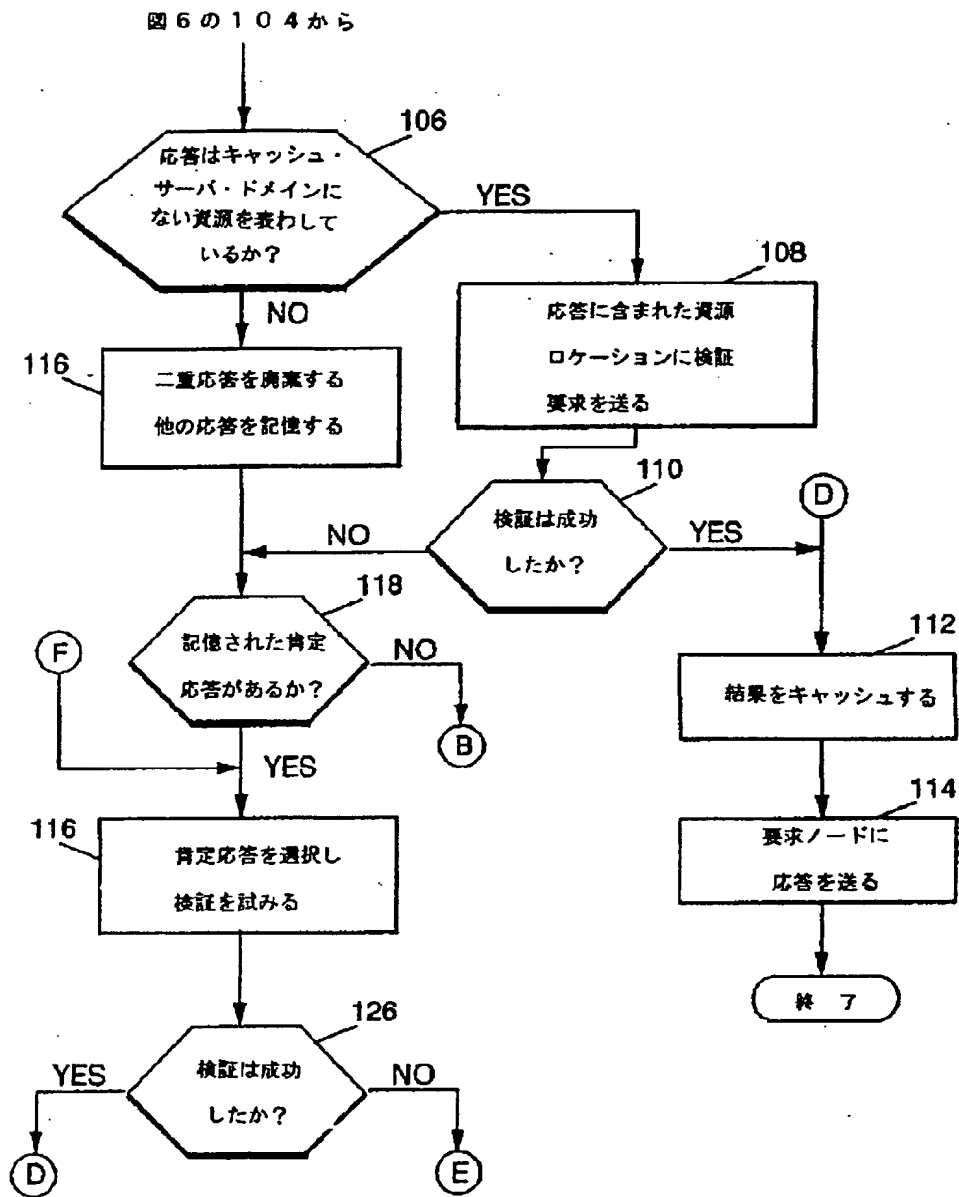 図6の104から
106
応答はキャッシュ・
サーバ・ドメインに
ない資源を表わして
いるか？
YES
NO
108
応答に含まれた資源
ロケーションに検証
要求を送る
116
二重応答を廃棄する
他の応答を記憶する
110
検証は成功
したか？
NO
YES
D
118
記憶された肯定
応答があるか？
NO
F
B
YES
112
結果をキャッシュする
116
肯定応答を選択し
検証を試みる
114
要求ノードに
応答を送る
終了
126
検証は成功
したか？
YES
NO
D
E